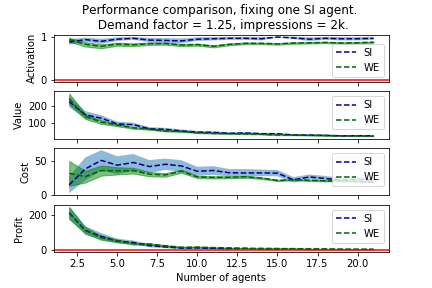 Performance comparison, fixing one SI agent.
Demand factor = 1.25, impressions = 2k.
Activation
1
0
SI
WE
Value
200
100
SI
WE
Cost
50
0
SI
WE
Profit
200
0
SI
WE
2.5 5.0 7.5 10.0 12.5 15.0 17.5 20.0
Number of agents